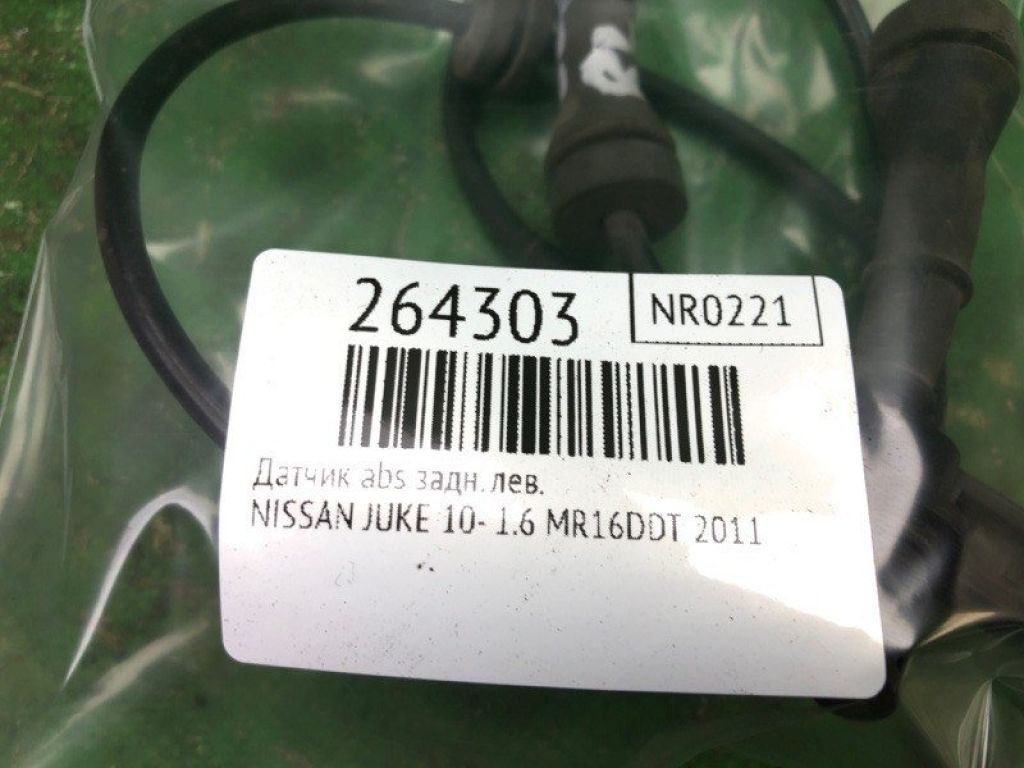 264303
NR0221
Датчик abs задн.лев.
NISSAN JUKE 10- 1.6 MR16DDT 2011